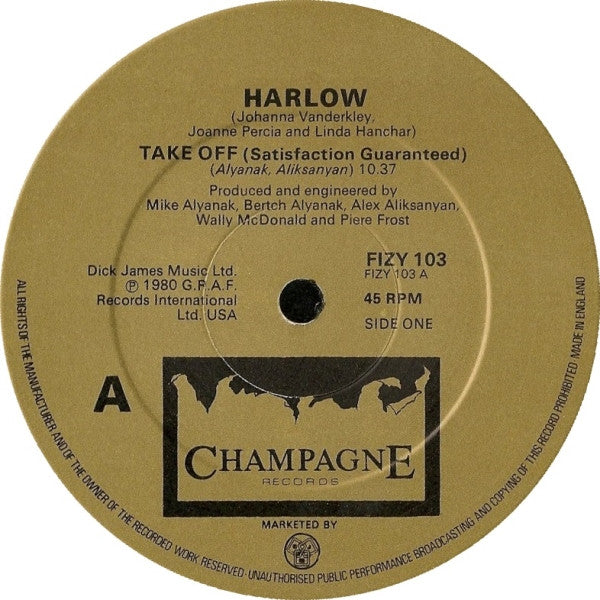 HARLOW
(Johanna Vanderkley,
Joanne Percia and Linda Hanchar)
TAKE OFF (Satisfaction Guaranteed)
(Alyanak, Aliksanyan) 10.37
Produced and engineered by
Mike Alyanak, Bertch Alyanak, Alex Aliksanyan,
Wally McDonald and Piere Frost
Dick James Music Ltd.
℗ 1980 G.R.A.F.
Records International
Ltd. USA
FIZY 103
FIZY 103 A
45 RPM
SIDE ONE
A
CHAMPAGNE
RECORDS
MARKETED BY
ALL RIGHTS OF THE MANUFACTURER AND OF THE OWNER OF THE RECORDED WORK RESERVED · UNAUTHORISED PUBLIC PERFORMANCE BROADCASTING AND COPYING OF THIS RECORD PROHIBITED MADE IN ENGLAND